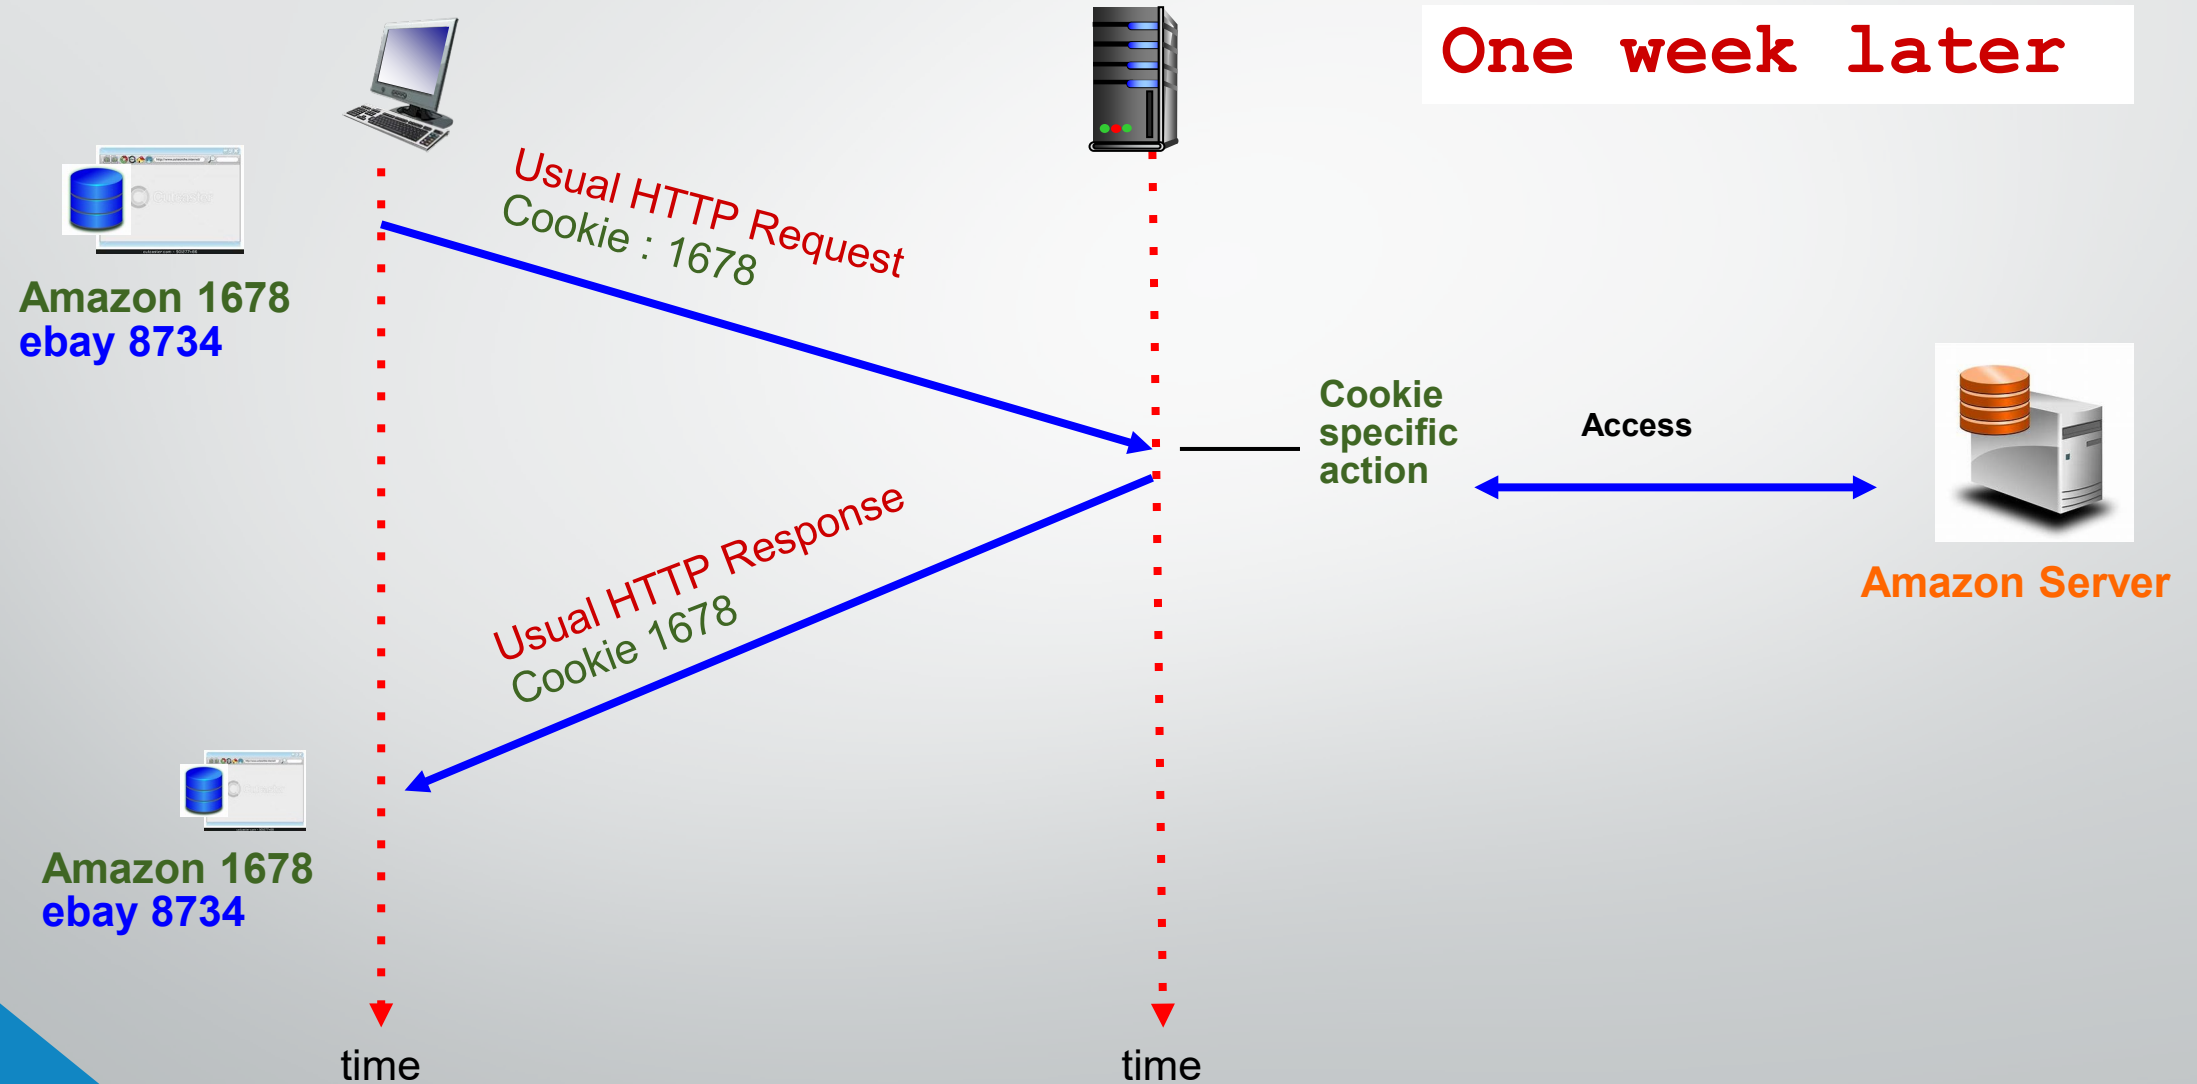 One week later
Usual HTTP Request
Cookie : 1678
Amazon 1678
ebay 8734
Cookie
specific
action
Access
Amazon Server
Usual HTTP Response
Cookie 1678
Amazon 1678
ebay 8734
time
time